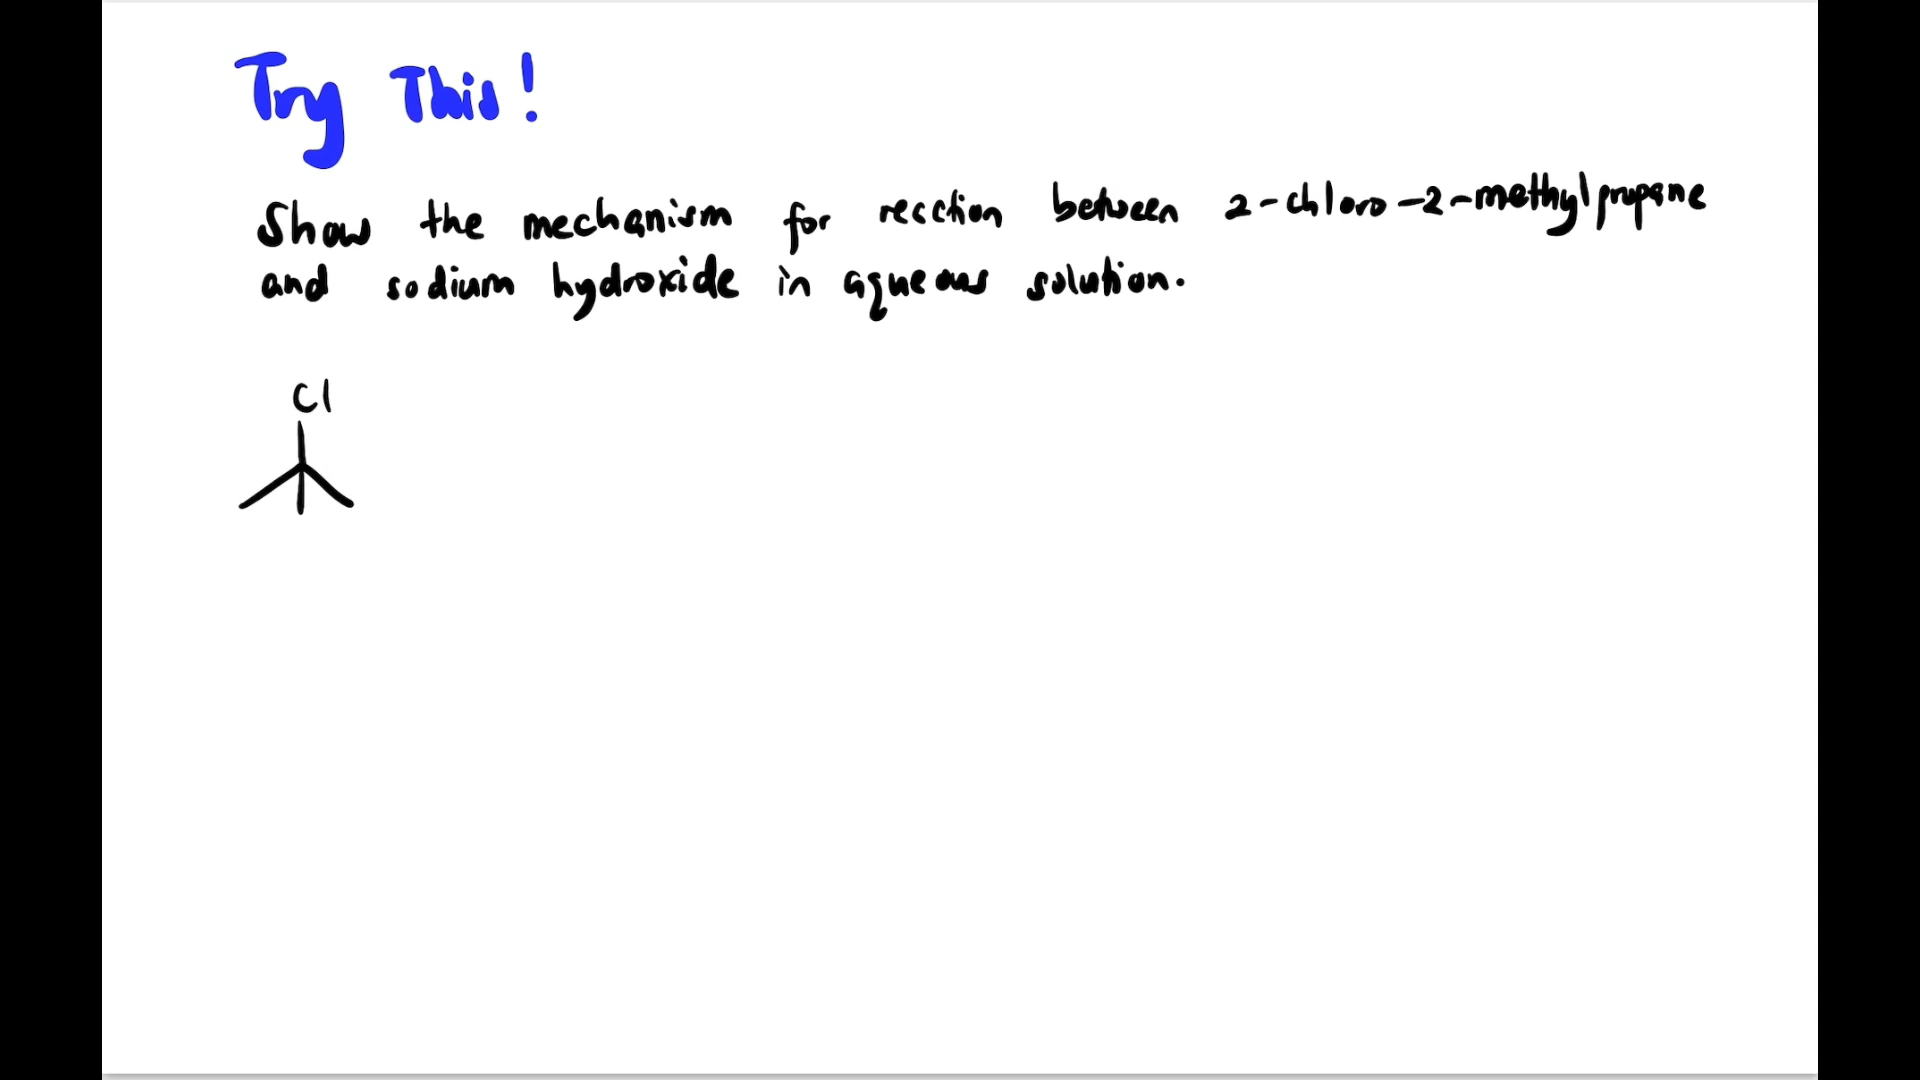 Try This!
Show the mechanism for reaction between 2-chloro-2-methylpropane
and sodium hydroxide in aqueous solution.
Cl